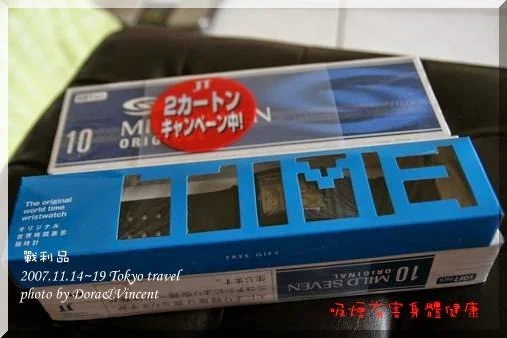 JT
2カートン
キャンペーン中!
10
ORIG
The original
world time
wristwatch
オリジナル
世界時間表示
腕時計
TIME
FREE GIFT
10 MILD SEVEN
ORIGINAL
JT
戰利品
2007.11.14~19 Tokyo travel
photo by Dora&Vincent
吸煙有害身體健康